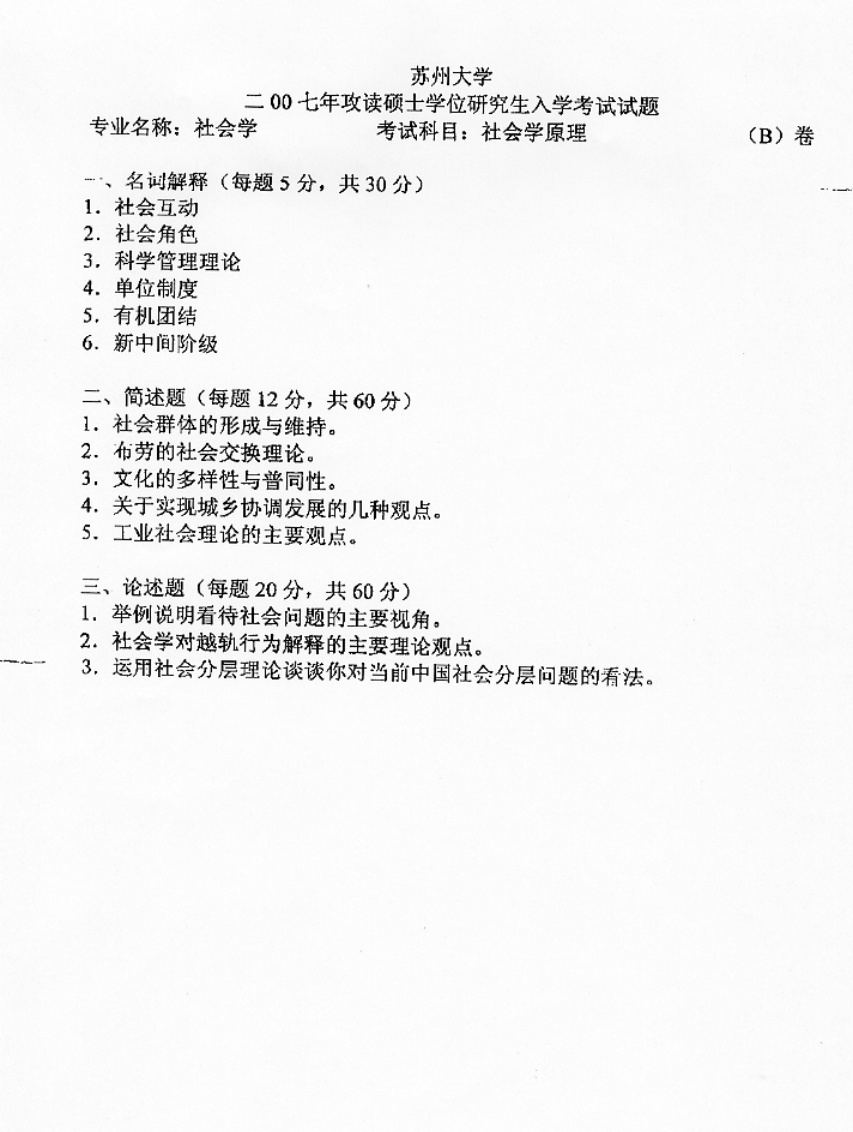 苏州大学
二00七年攻读硕士学位研究生入学考试试题
专业名称：社会学 考试科目：社会学原理 （B）卷
一、名词解释（每题5分，共30分）
1．社会互动
2．社会角色
3．科学管理理论
4．单位制度
5．有机团结
6．新中间阶级
二、简述题（每题12分，共60分）
1．社会群体的形成与维持。
2．布劳的社会交换理论。
3．文化的多样性与普同性。
4．关于实现城乡协调发展的几种观点。
5．工业社会理论的主要观点。
三、论述题（每题20分，共60分）
1．举例说明看待社会问题的主要视角。
2．社会学对越轨行为解释的主要理论观点。
3．运用社会分层理论谈谈你对当前中国社会分层问题的看法。